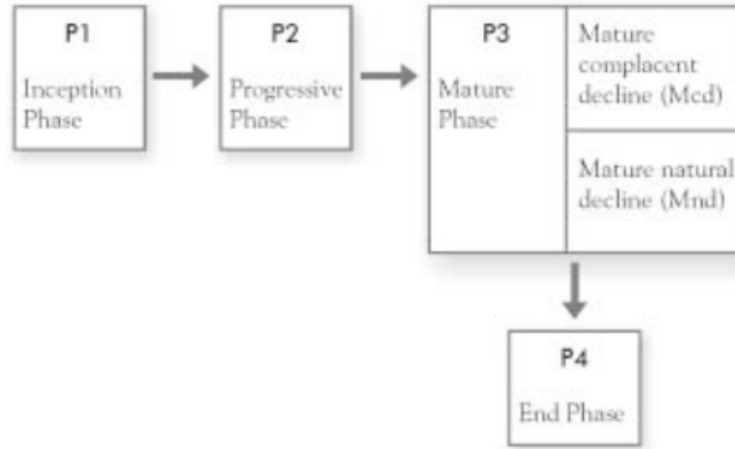 P1
Inception
Phase
P2
Progressive
Phase
P3
Mature
Phase
Mature
complacent
decline (Mcd)
Mature natural
decline (Mnd)
P4
End Phase